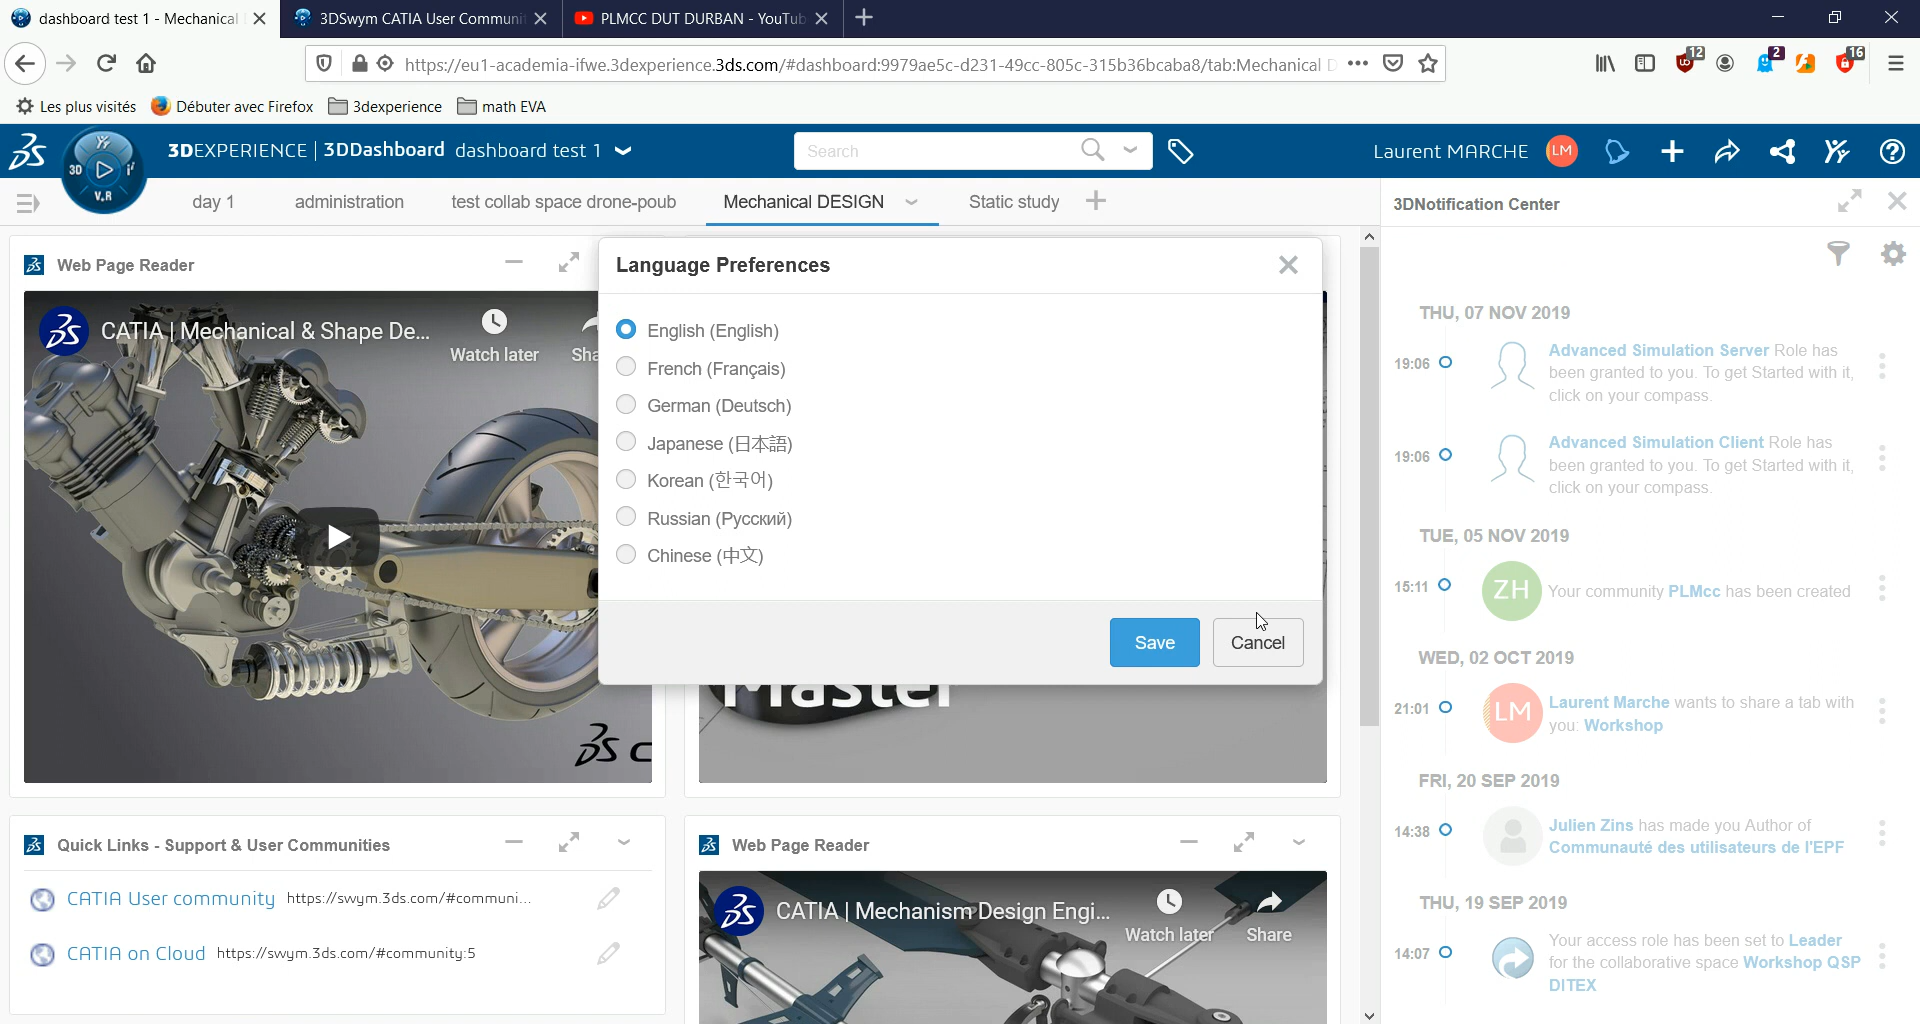 dashboard test 1 - Mechanical
3DSwym CATIA User Communi
PLMCC DUT DURBAN - YouTub
https://eu1-academia-ifwe.3dexperience.3ds.com/#dashboard:9979ae5c-d231-49cc-805c-315b36bcaba8/tab:Mechanical D
12
2
16
Les plus visités
Débuter avec Firefox
3dexperience
math EVA
3D
V.R
3DEXPERIENCE | 3DDashboard dashboard test 1
Search
Laurent MARCHE
LM
day 1
administration
test collab space drone-poub
Mechanical DESIGN
Static study
3DNotification Center
Web Page Reader
CATIA | Mechanical & Shape De...
Watch later
Sha
Language Preferences
English (English)
French (Français)
German (Deutsch)
Japanese (日本語)
Korean (한국어)
Russian (Русский)
Chinese (中文)
Save
Cancel
Master
THU, 07 NOV 2019
19:06
Advanced Simulation Server Role has
been granted to you. To get Started with it,
click on your compass.
19:06
Advanced Simulation Client Role has
been granted to you. To get Started with it,
click on your compass.
TUE, 05 NOV 2019
15:11
ZH
Your community PLMcc has been created
WED, 02 OCT 2019
21:01
LM
Laurent Marche wants to share a tab with
you: Workshop
FRI, 20 SEP 2019
14:38
Julien Zins has made you Author of
Communauté des utilisateurs de l'EPF
THU, 19 SEP 2019
14:07
Your access role has been set to Leader
for the collaborative space Workshop QSP
DITEX
Quick Links - Support & User Communities
CATIA User community https://swym.3ds.com/#communi...
CATIA on Cloud https://swym.3ds.com/#community:5
Web Page Reader
CATIA | Mechanism Design Engi...
Watch later
Share